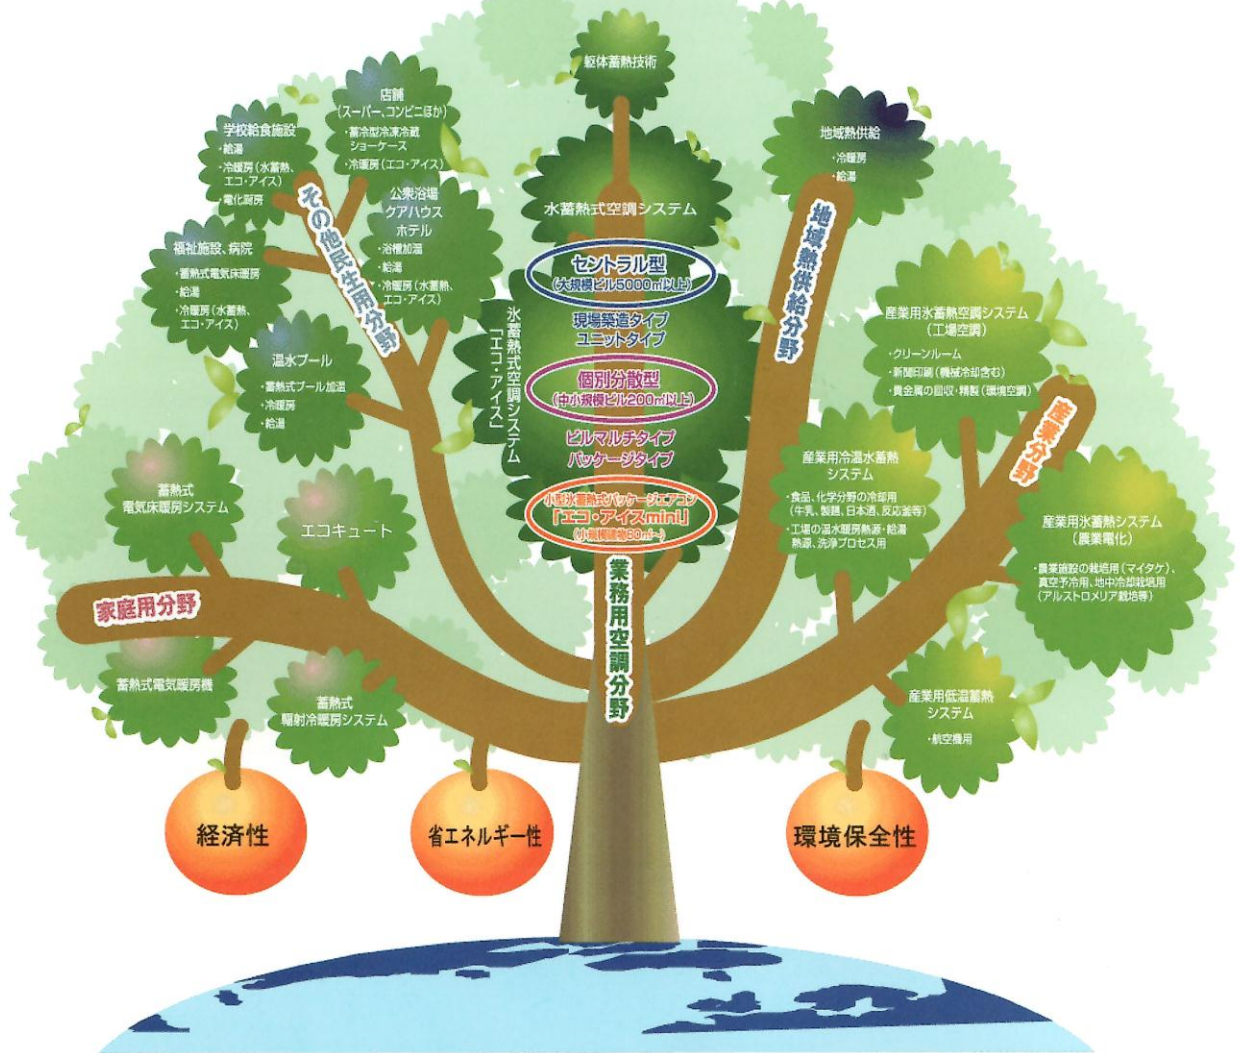 躯体蓄熱技術
水蓄熱式空調システム
セントラル型
(大規模ビル5000㎡以上)
現場築造タイプ
ユニットタイプ
個別分散型
(中小規模ビル200㎡以上)
ビルマルチタイプ
パッケージタイプ
小型氷蓄熱式パッケージエアコン
「エコ・アイスmini」
(小規模建物80㎡〜)
氷蓄熱式空調システム
「エコ・アイス」
業務用空調分野
店舗
(スーパー、コンビニほか)
・蓄冷型冷凍冷蔵
ショーケース
・冷暖房(エコ・アイス)
学校給食施設
・給湯
・冷暖房(水蓄熱、
エコ・アイス)
・電化厨房
公衆浴場
ケアハウス
ホテル
・浴槽加温
・給湯
・冷暖房(水蓄熱、
エコ・アイス)
福祉施設、病院
・蓄熱式電気床暖房
・給湯
・冷暖房(水蓄熱、
エコ・アイス)
温水プール
・蓄熱式プール加温
・冷暖房
・給湯
その他民生用分野
地域熱供給
・冷暖房
・給湯
地域熱供給分野
産業用氷蓄熱空調システム
(工場空調)
・クリーンルーム
・新聞印刷(機械冷却含む)
・貴金属の回収・精製(環境空調)
産業分野
産業用冷温水蓄熱
システム
・食品、化学分野の冷却用
(牛乳、製麺、日本酒、反応釜等)
・工場の温水暖房熱源・給湯
熱源、洗浄プロセス用
産業用氷蓄熱システム
(農業電化)
・農業施設の栽培用(マイタケ)、
真空予冷用、地中冷却栽培用
(アルストロメリア栽培等)
産業用低温蓄熱
システム
・航空機用
蓄熱式
電気床暖房システム
エコキュート
家庭用分野
蓄熱式電気暖房機
蓄熱式
輻射冷暖房システム
経済性
省エネルギー性
環境保全性